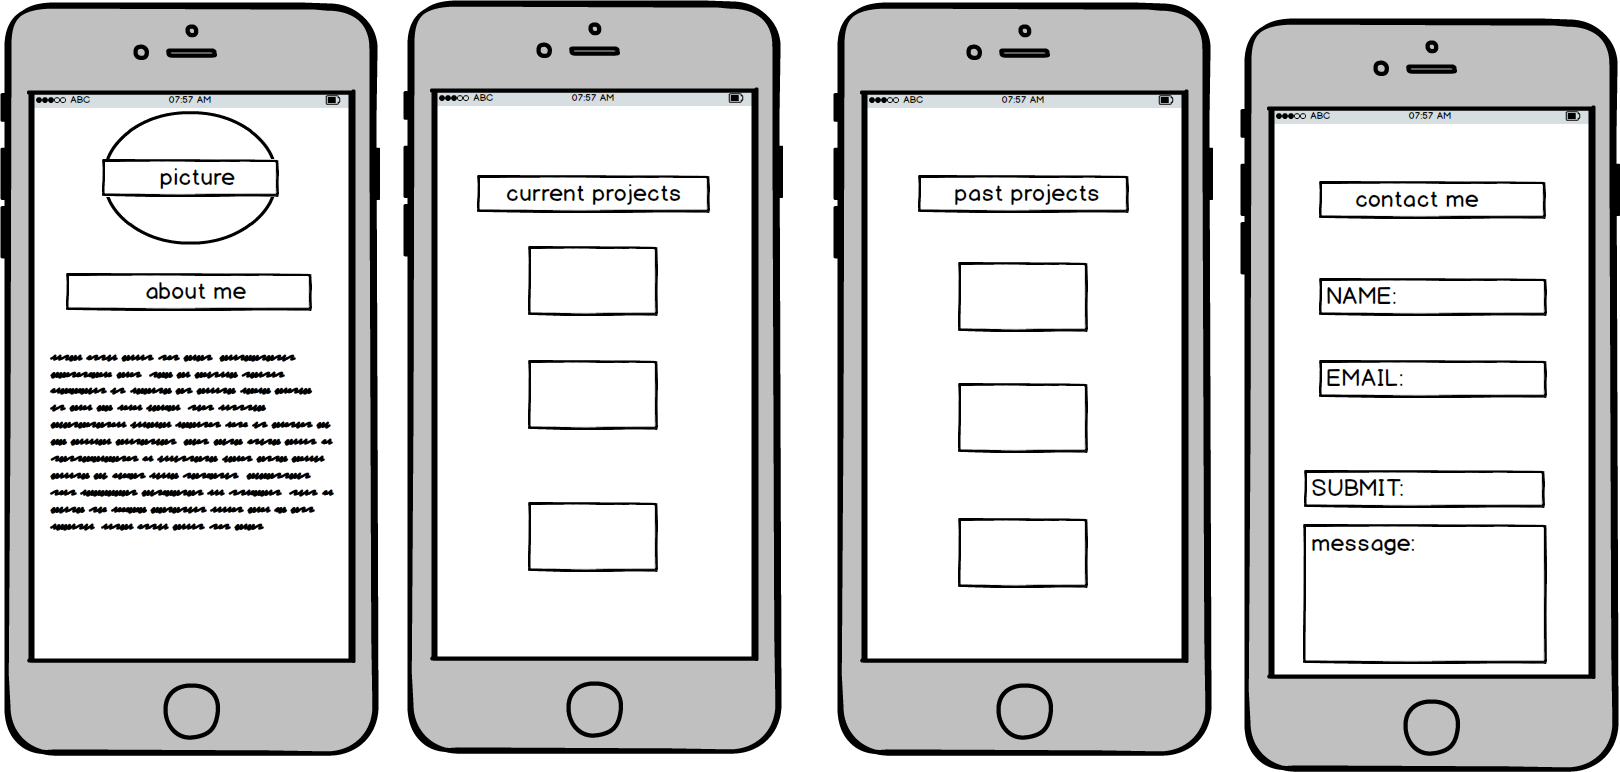 ABC 07:57 AM
picture
about me
ABC 07:57 AM
current projects
ABC 07:57 AM
past projects
ABC 07:57 AM
contact me
NAME:
EMAIL:
SUBMIT:
message: